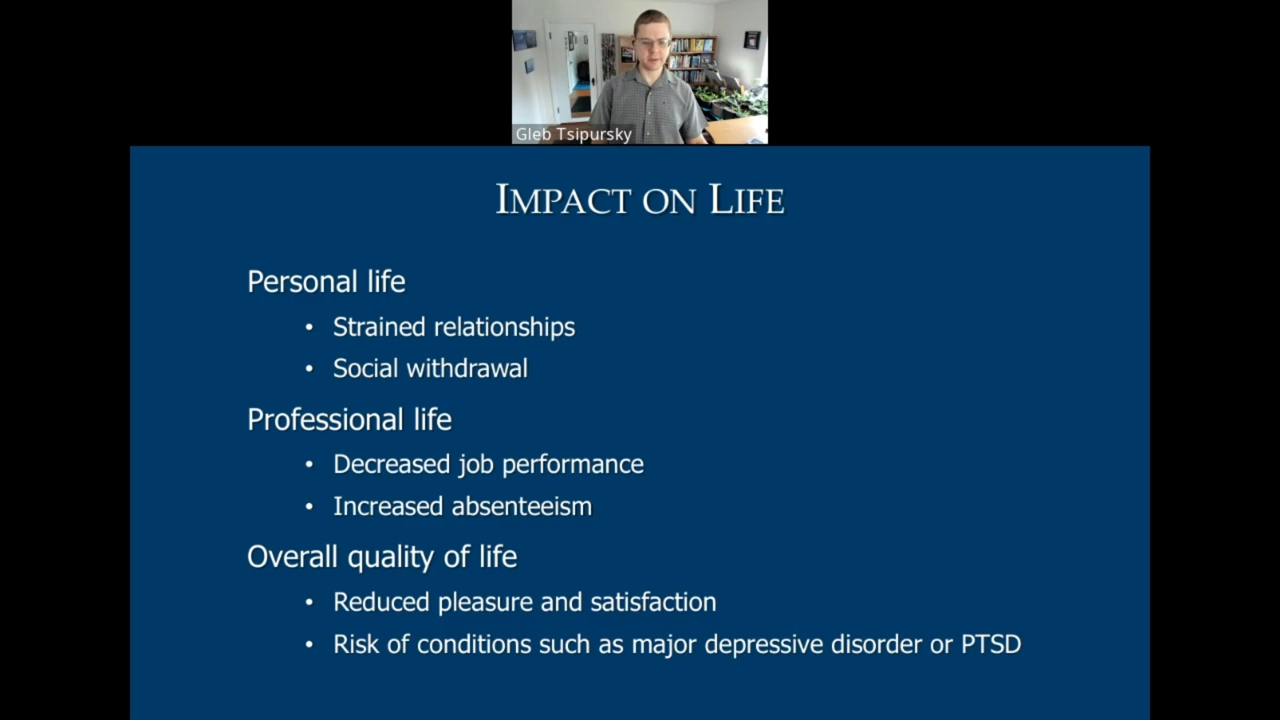 Gleb Tsipursky
IMPACT ON LIFE
Personal life
• Strained relationships
• Social withdrawal
Professional life
• Decreased job performance
• Increased absenteeism
Overall quality of life
• Reduced pleasure and satisfaction
• Risk of conditions such as major depressive disorder or PTSD